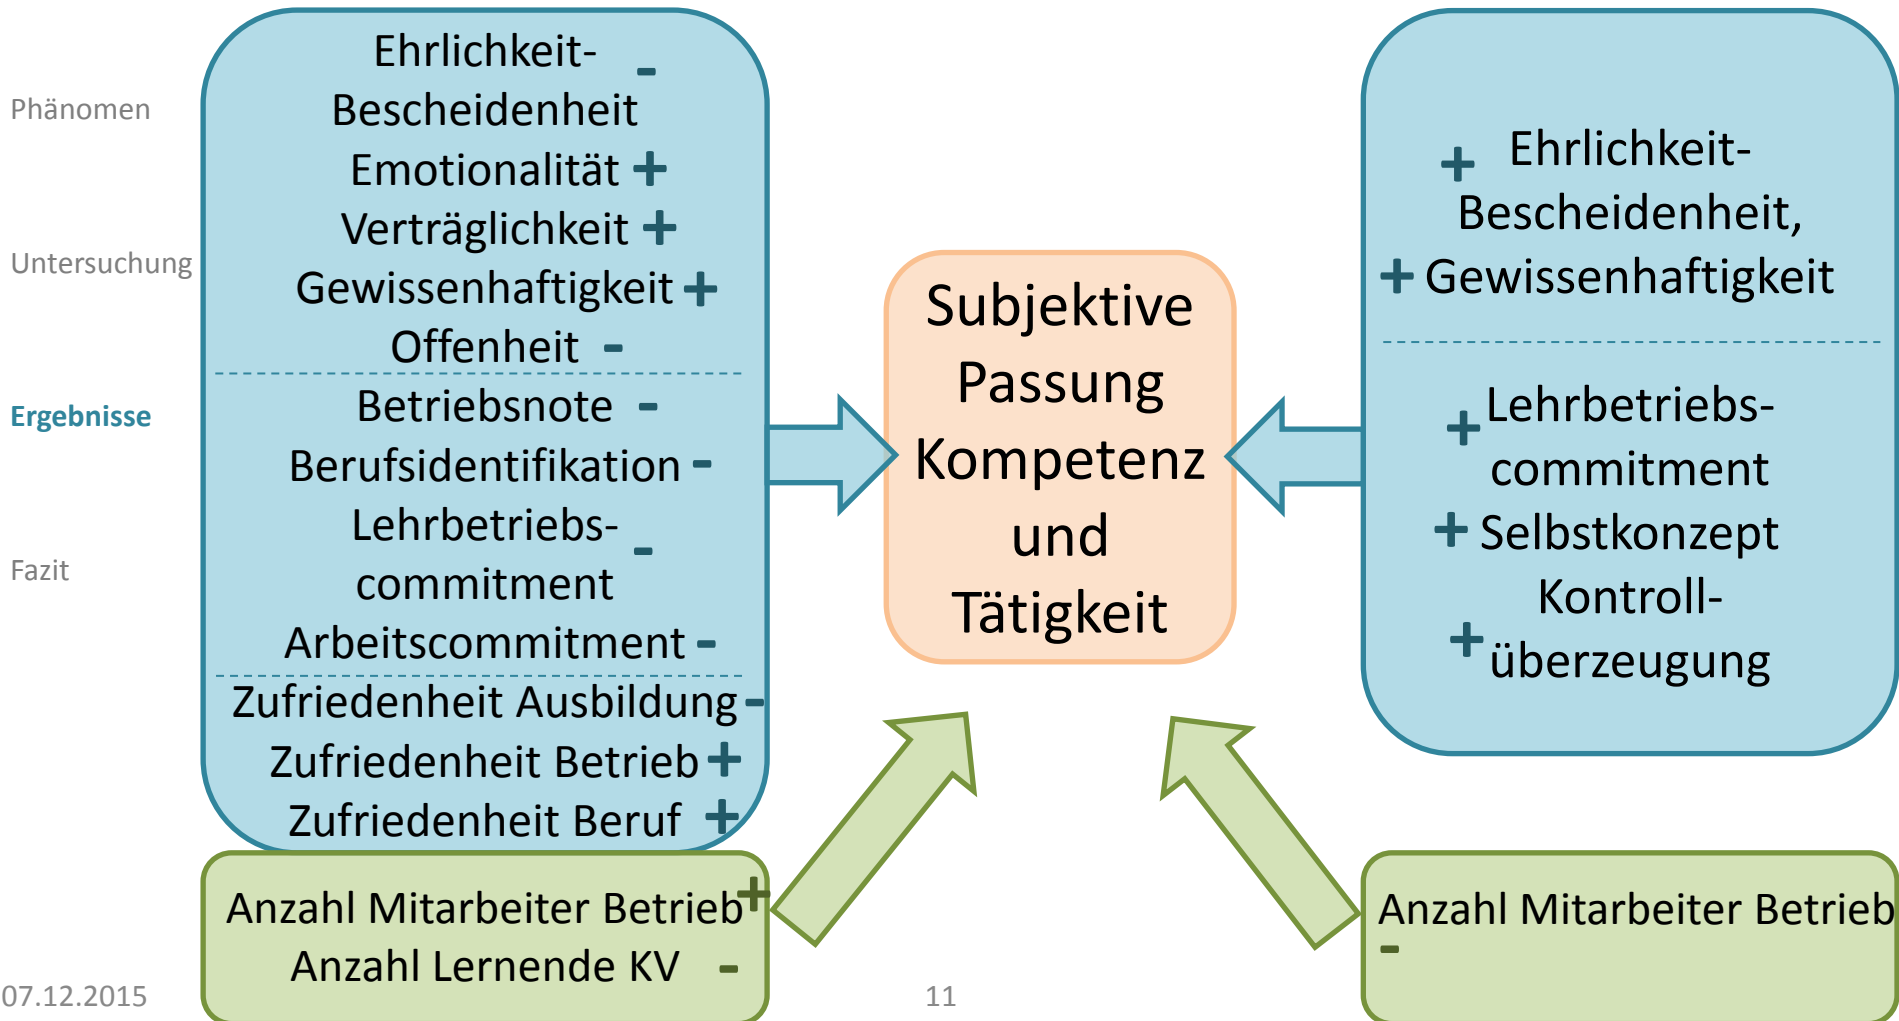 Phänomen
Untersuchung
Ergebnisse
Fazit
Ehrlichkeit-
-
Bescheidenheit
Emotionalität +
Verträglichkeit +
Gewissenhaftigkeit +
Offenheit -
Betriebsnote -
Berufsidentifikation -
Lehrbetriebs-
-
commitment
Arbeitscommitment -
Zufriedenheit Ausbildung -
Zufriedenheit Betrieb +
Zufriedenheit Beruf +
Anzahl Mitarbeiter Betrieb +
Anzahl Lernende KV -
Subjektive
Passung
Kompetenz
und
Tätigkeit
+ Ehrlichkeit-
Bescheidenheit,
+ Gewissenhaftigkeit
+ Lehrbetriebs-
commitment
+ Selbstkonzept
Kontroll-
+ überzeugung
Anzahl Mitarbeiter Betrieb
-
07.12.2015
11